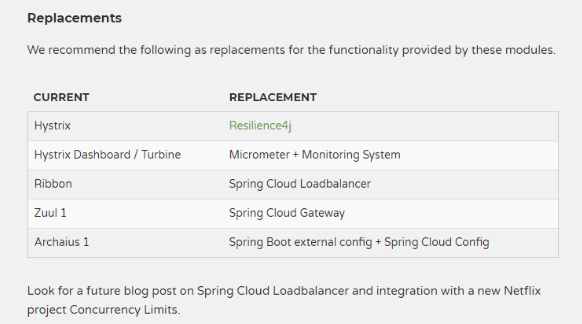 Replacements
We recommend the following as replacements for the functionality provided by these modules.
CURRENT REPLACEMENT
Hystrix Resilience4j
Hystrix Dashboard / Turbine Micrometer + Monitoring System
Ribbon Spring Cloud Loadbalancer
Zuul 1 Spring Cloud Gateway
Archaius 1 Spring Boot external config + Spring Cloud Config
Look for a future blog post on Spring Cloud Loadbalancer and integration with a new Netflix
project Concurrency Limits.